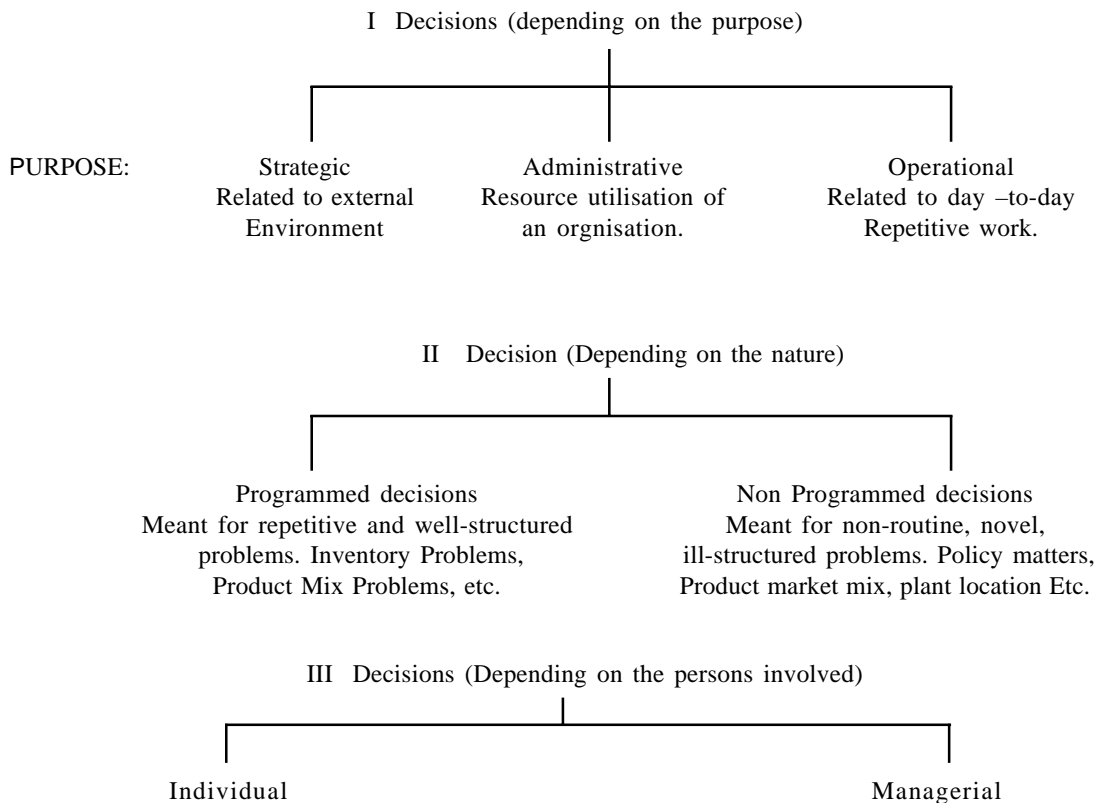 I Decisions (depending on the purpose)
PURPOSE: Strategic Administrative Operational
Related to external Resource utilisation of Related to day –to-day
Environment an orgnisation. Repetitive work.
II Decision (Depending on the nature)
Programmed decisions Non Programmed decisions
Meant for repetitive and well-structured Meant for non-routine, novel,
problems. Inventory Problems, ill-structured problems. Policy matters,
Product Mix Problems, etc. Product market mix, plant location Etc.
III Decisions (Depending on the persons involved)
Individual Managerial